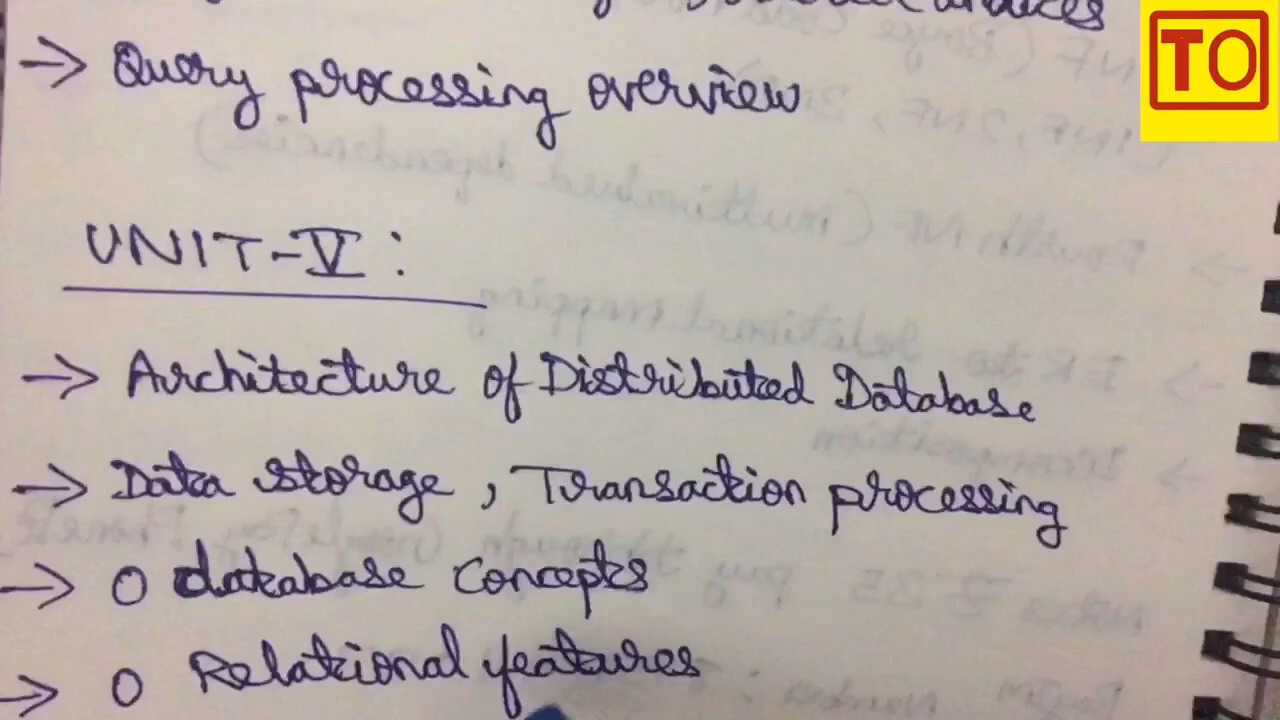 → Query processing overview
TO
UNIT-V :
→ Architecture of Distributed Database
→ Data storage, Transaction processing
→ O database concepts
→ O Relational features